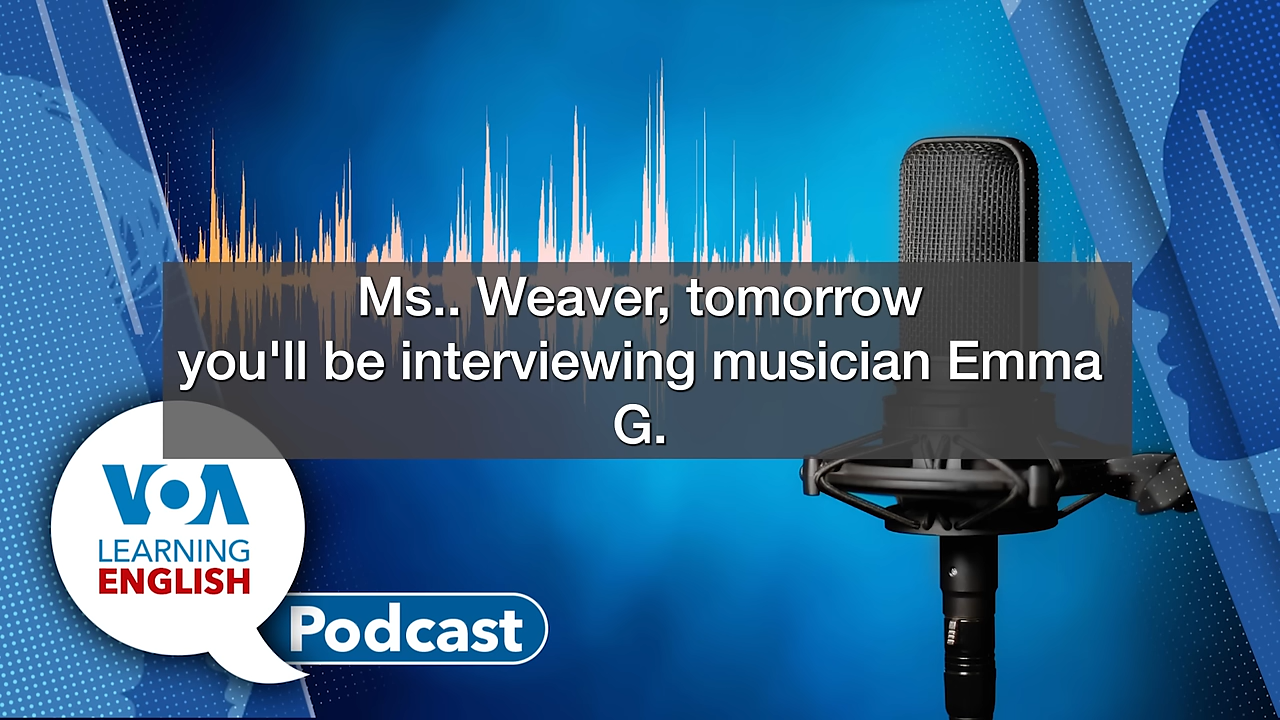 Ms.. Weaver, tomorrow
you'll be interviewing musician Emma
G.
VOA
LEARNING
ENGLISH
Podcast